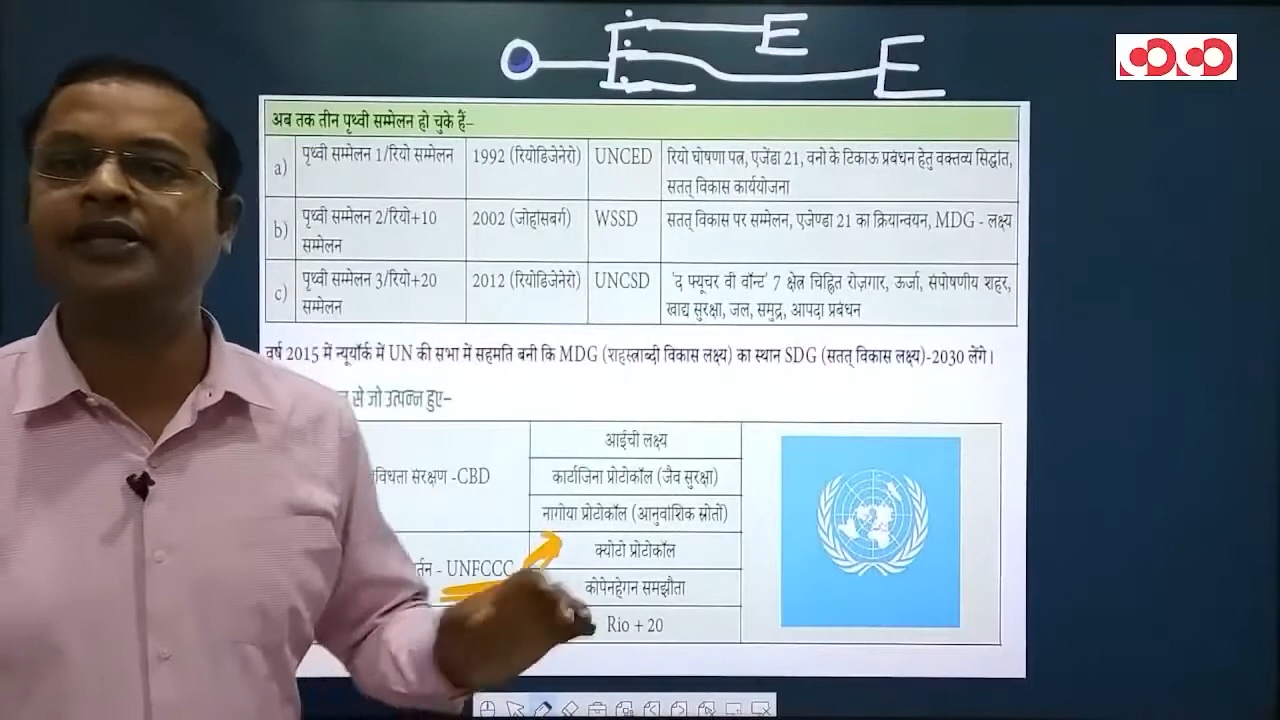 अब तक तीन पृथ्वी सम्मेलन हो चुके हैं–
a) पृथ्वी सम्मेलन 1/रियो सम्मेलन 1992 (रियोडिजेनेरो) UNCED रियो घोषणा पत्र, एजेंडा 21, वनो के टिकाऊ प्रबंधन हेतु वक्तव्य सिद्धांत,
सतत् विकास कार्ययोजना
b) पृथ्वी सम्मेलन 2/रियो+10 2002 (जोहांसबर्ग) WSSD सतत् विकास पर सम्मेलन, एजेण्डा 21 का क्रियान्वयन, MDG - लक्ष्य
सम्मेलन
c) पृथ्वी सम्मेलन 3/रियो+20 2012 (रियोडिजेनेरो) UNCSD 'द फ्यूचर वी वॉन्ट' 7 क्षेत्र चिह्नित रोज़गार, ऊर्जा, संपोषणीय शहर,
सम्मेलन खाद्य सुरक्षा, जल, समुद्र, आपदा प्रबंधन
वर्ष 2015 में न्यूयॉर्क में UN की सभा में सहमति बनी कि MDG (शहस्त्राब्दी विकास लक्ष्य) का स्थान SDG (सतत् विकास लक्ष्य)-2030 लेंगे।
से जो उत्पन्न हुए–
आईची लक्ष्य
संरक्षण -CBD कार्टाजिना प्रोटोकॉल (जैव सुरक्षा)
नागोया प्रोटोकॉल (आनुवांशिक स्रोतों)
क्योटो प्रोटोकॉल
- UNFCCC
कोपेनहेगन समझौता
Rio + 20